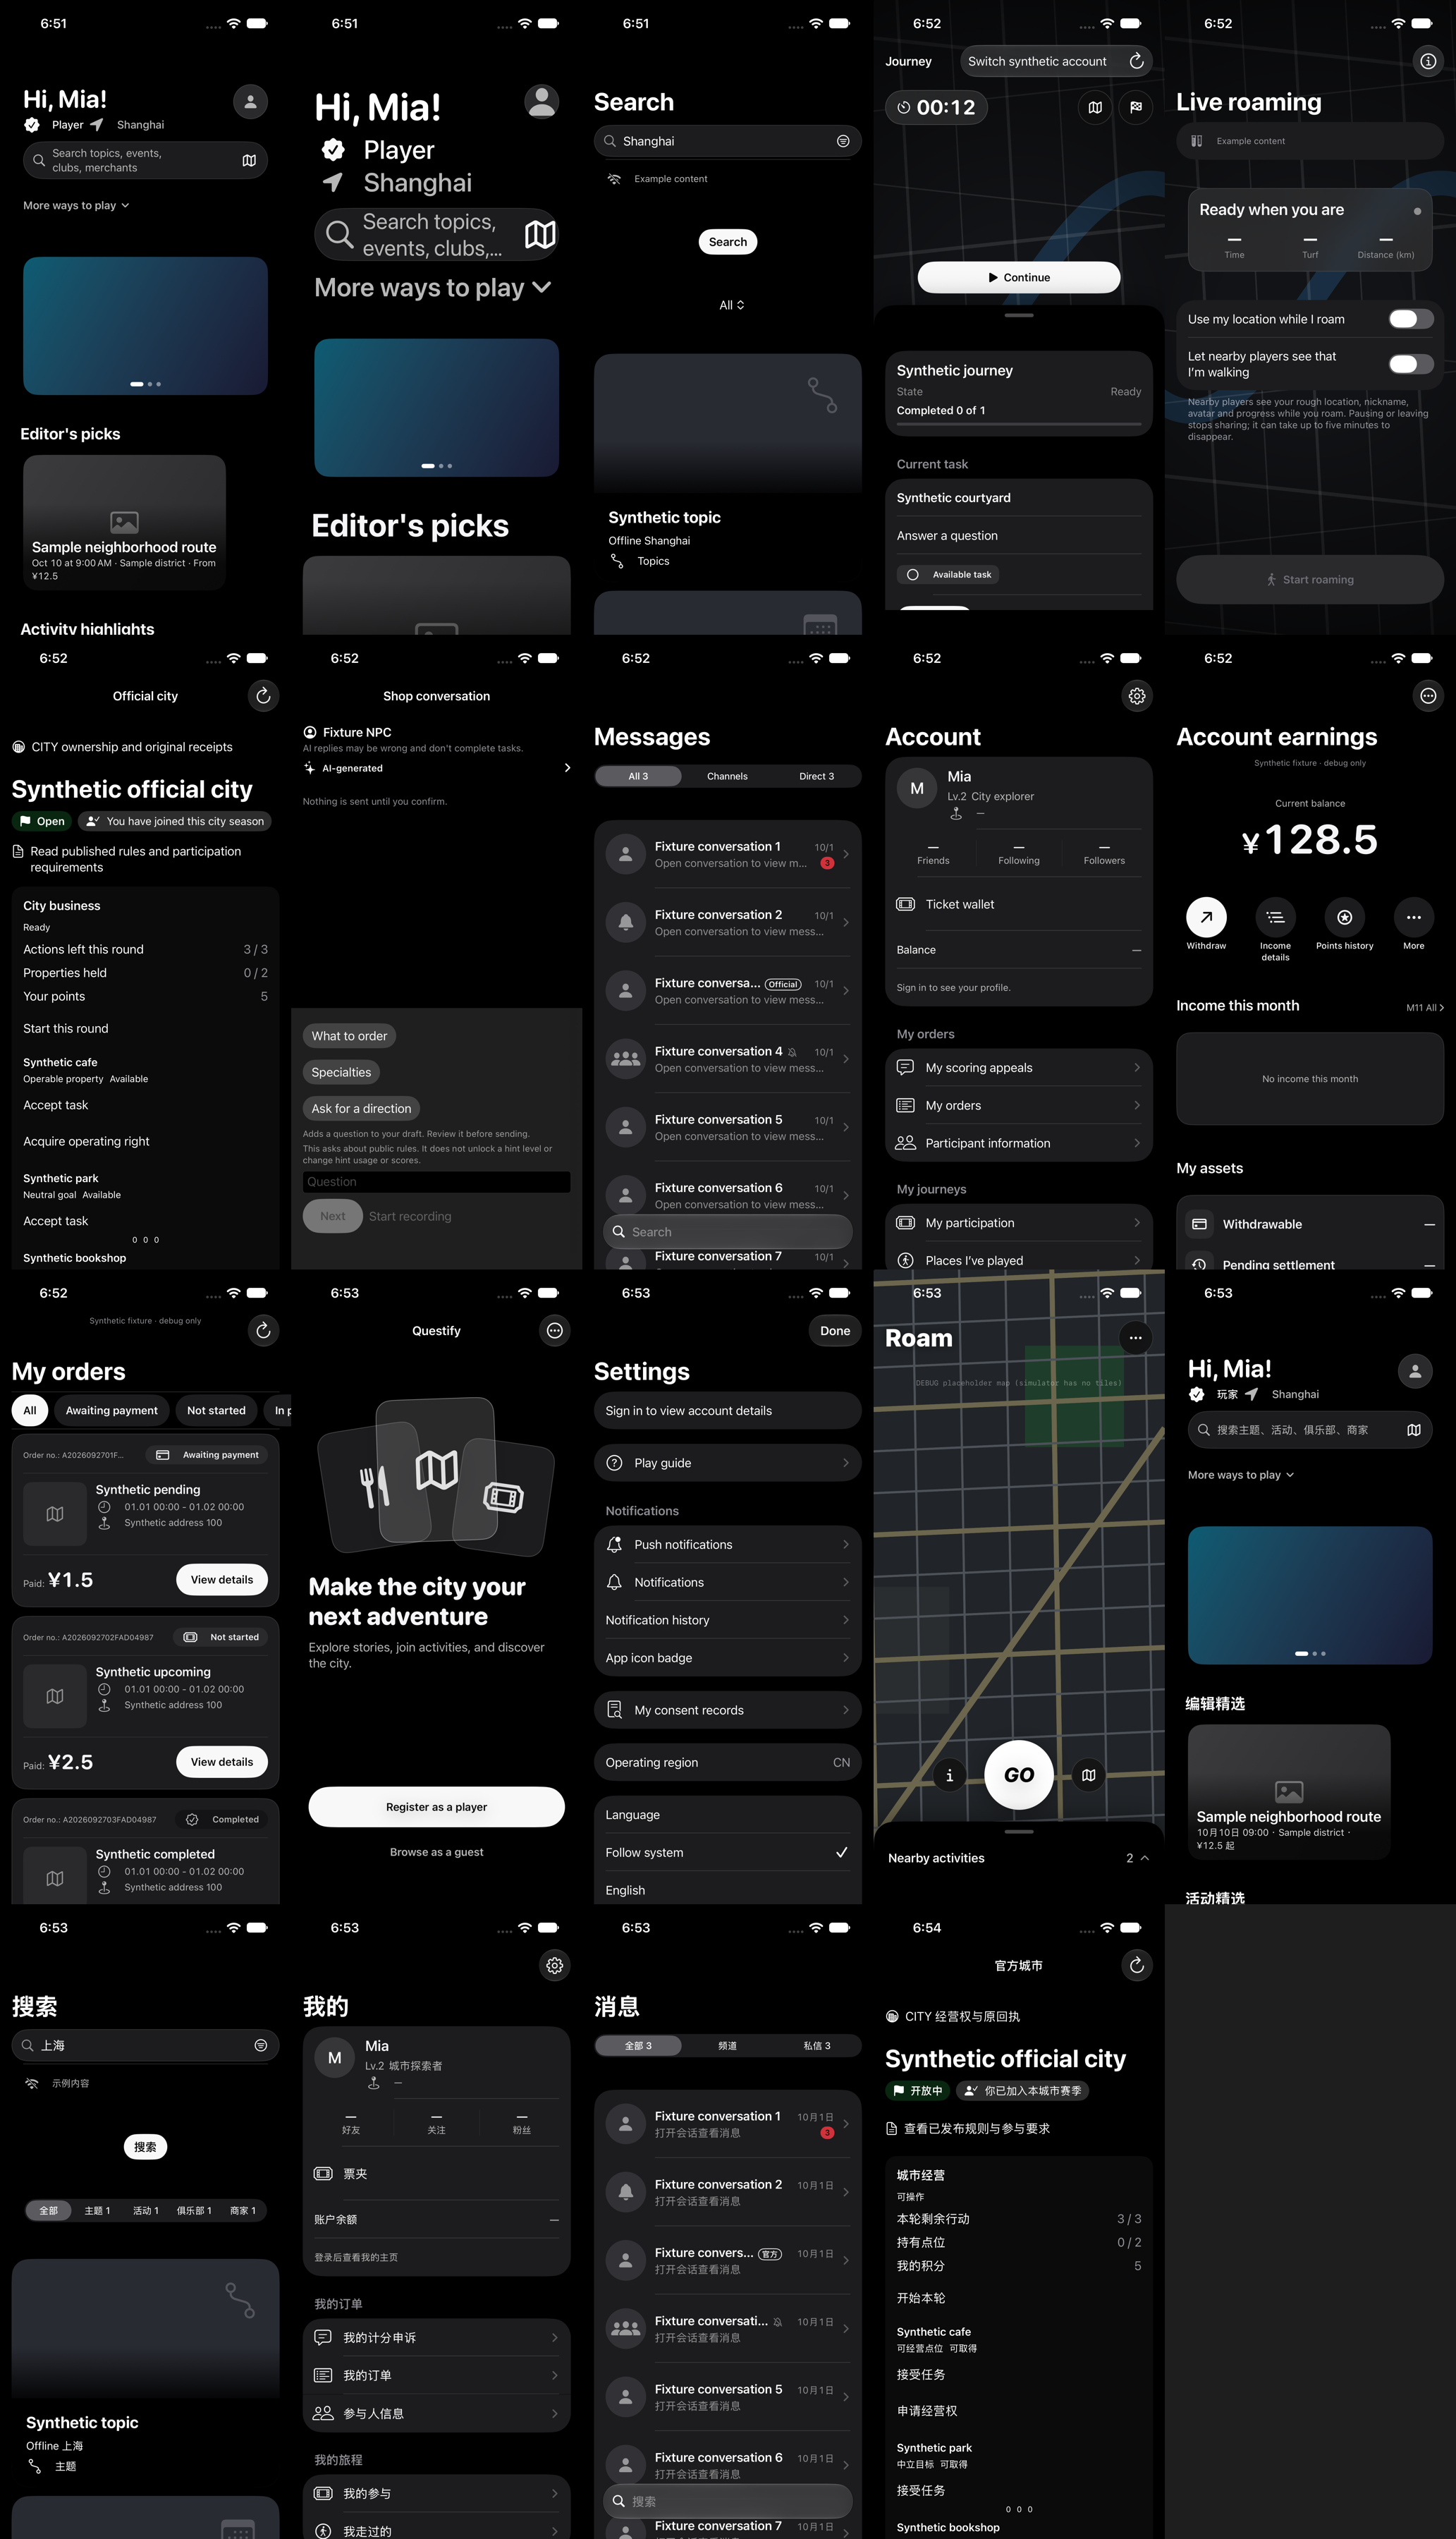 6:51
Hi, Mia!
Player
Shanghai
Search topics, events,
clubs, merchants
More ways to play
Editor's picks
Sample neighborhood route
Oct 10 at 9:00 AM · Sample district · From
¥12.5
Activity highlights
6:51
Hi, Mia!
Player
Shanghai
Search topics,
events, clubs,...
More ways to play
Editor's picks
6:51
Search
Shanghai
Example content
Search
All
Synthetic topic
Offline Shanghai
Topics
6:52
Journey
Switch synthetic account
00:12
Continue
Synthetic journey
State
Ready
Completed 0 of 1
Current task
Synthetic courtyard
Answer a question
Available task
6:52
Live roaming
Example content
Ready when you are
— — —
Time
Turf
Distance (km)
Use my location while I roam
Let nearby players see that
I'm walking
Nearby players see your rough location, nickname,
avatar and progress while you roam. Pausing or leaving
stops sharing; it can take up to five minutes to
disappear.
Start roaming
6:52
Official city
CITY ownership and original receipts
Synthetic official city
Open
You have joined this city season
Read published rules and participation
requirements
City business
Ready
Actions left this round
3 / 3
Properties held
0 / 2
Your points
5
Start this round
Synthetic cafe
Operable property Available
Accept task
Acquire operating right
Synthetic park
Neutral goal Available
Accept task
0 0 0
Synthetic bookshop
6:52
Shop conversation
Fixture NPC
AI replies may be wrong and don't complete tasks.
AI-generated
Nothing is sent until you confirm.
What to order
Specialties
Ask for a direction
Adds a question to your draft. Review it before sending.
This asks about public rules. It does not unlock a hint level or
change hint usage or scores.
Question
Next
Start recording
6:52
Messages
All 3
Channels
Direct 3
Fixture conversation 1
10/1
Open conversation to view m...
3
Fixture conversation 2
10/1
Open conversation to view mess...
Fixture conversa...
Official
10/1
Open conversation to view mess...
Fixture conversation 4
10/1
Open conversation to view mess...
Fixture conversation 5
10/1
Open conversation to view mess...
Fixture conversation 6
10/1
Open conversation to view mess...
Search
Fixture conversation 7
10/1
6:52
Account
M
Mia
Lv.2 City explorer
—
— — —
Friends
Following
Followers
Ticket wallet
Balance
—
Sign in to see your profile.
My orders
My scoring appeals
My orders
Participant information
My journeys
My participation
Places I've played
6:52
Account earnings
Synthetic fixture · debug only
Current balance
¥128.5
Withdraw
Income
details
Points history
More
Income this month
M11 All
No income this month
My assets
Withdrawable
—
Pending settlement
—
6:52
Synthetic fixture · debug only
My orders
All
Awaiting payment
Not started
In p
Order no.: A2026092701F...
Awaiting payment
Synthetic pending
01.01 00:00 - 01.02 00:00
Synthetic address 100
Paid: ¥1.5
View details
Order no.: A2026092702FAD04987
Not started
Synthetic upcoming
01.01 00:00 - 01.02 00:00
Synthetic address 100
Paid: ¥2.5
View details
Order no.: A2026092703FAD04987
Completed
Synthetic completed
01.01 00:00 - 01.02 00:00
Synthetic address 100
6:53
Questify
Make the city your
next adventure
Explore stories, join activities, and discover
the city.
Register as a player
Browse as a guest
6:53
Done
Settings
Sign in to view account details
Play guide
Notifications
Push notifications
Notifications
Notification history
App icon badge
My consent records
Operating region
CN
Language
Follow system
English
6:53
Roam
DEBUG placeholder map (simulator has no tiles)
GO
Nearby activities
2
6:53
Hi, Mia!
玩家
Shanghai
搜索主题、活动、俱乐部、商家
More ways to play
编辑精选
Sample neighborhood route
10月10日 09:00 · Sample district ·
¥12.5 起
活动精选
6:53
搜索
上海
示例内容
搜索
全部
主题 1
活动 1
俱乐部 1
商家 1
Synthetic topic
Offline 上海
主题
6:53
我的
M
Mia
Lv.2 城市探索者
—
— — —
好友
关注
粉丝
票夹
账户余额
—
登录后查看我的主页
我的订单
我的计分申诉
我的订单
参与人信息
我的旅程
我的参与
我走过的
6:53
消息
全部 3
频道
私信 3
Fixture conversation 1
10月1日
打开会话查看消息
3
Fixture conversation 2
10月1日
打开会话查看消息
Fixture convers...
官方
10月1日
打开会话查看消息
Fixture conversati...
10月1日
打开会话查看消息
Fixture conversation 5
10月1日
打开会话查看消息
Fixture conversation 6
10月1日
打开会话查看消息
搜索
Fixture conversation 7
10月1日
6:54
官方城市
CITY 经营权与原回执
Synthetic official city
开放中
你已加入本城市赛季
查看已发布规则与参与要求
城市经营
可操作
本轮剩余行动
3 / 3
持有点位
0 / 2
我的积分
5
开始本轮
Synthetic cafe
可经营点位 可取得
接受任务
申请经营权
Synthetic park
中立目标 可取得
接受任务
0 0 0
Synthetic bookshop